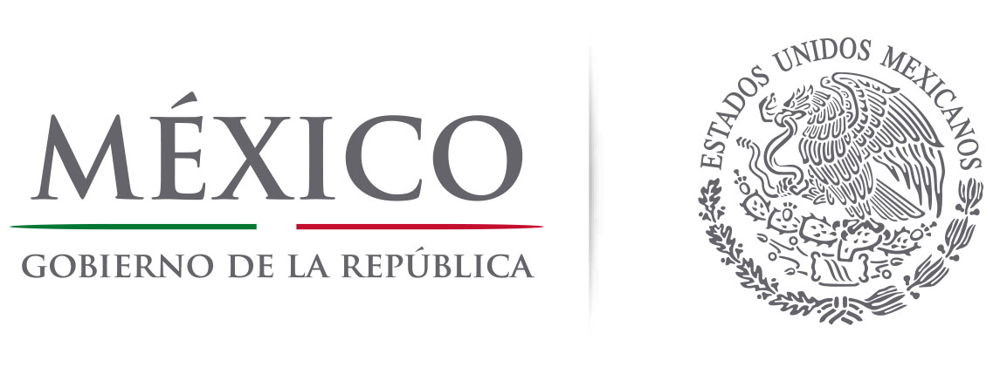 MÉXICO
GOBIERNO DE LA REPÚBLICA
ESTADOS UNIDOS MEXICANOS